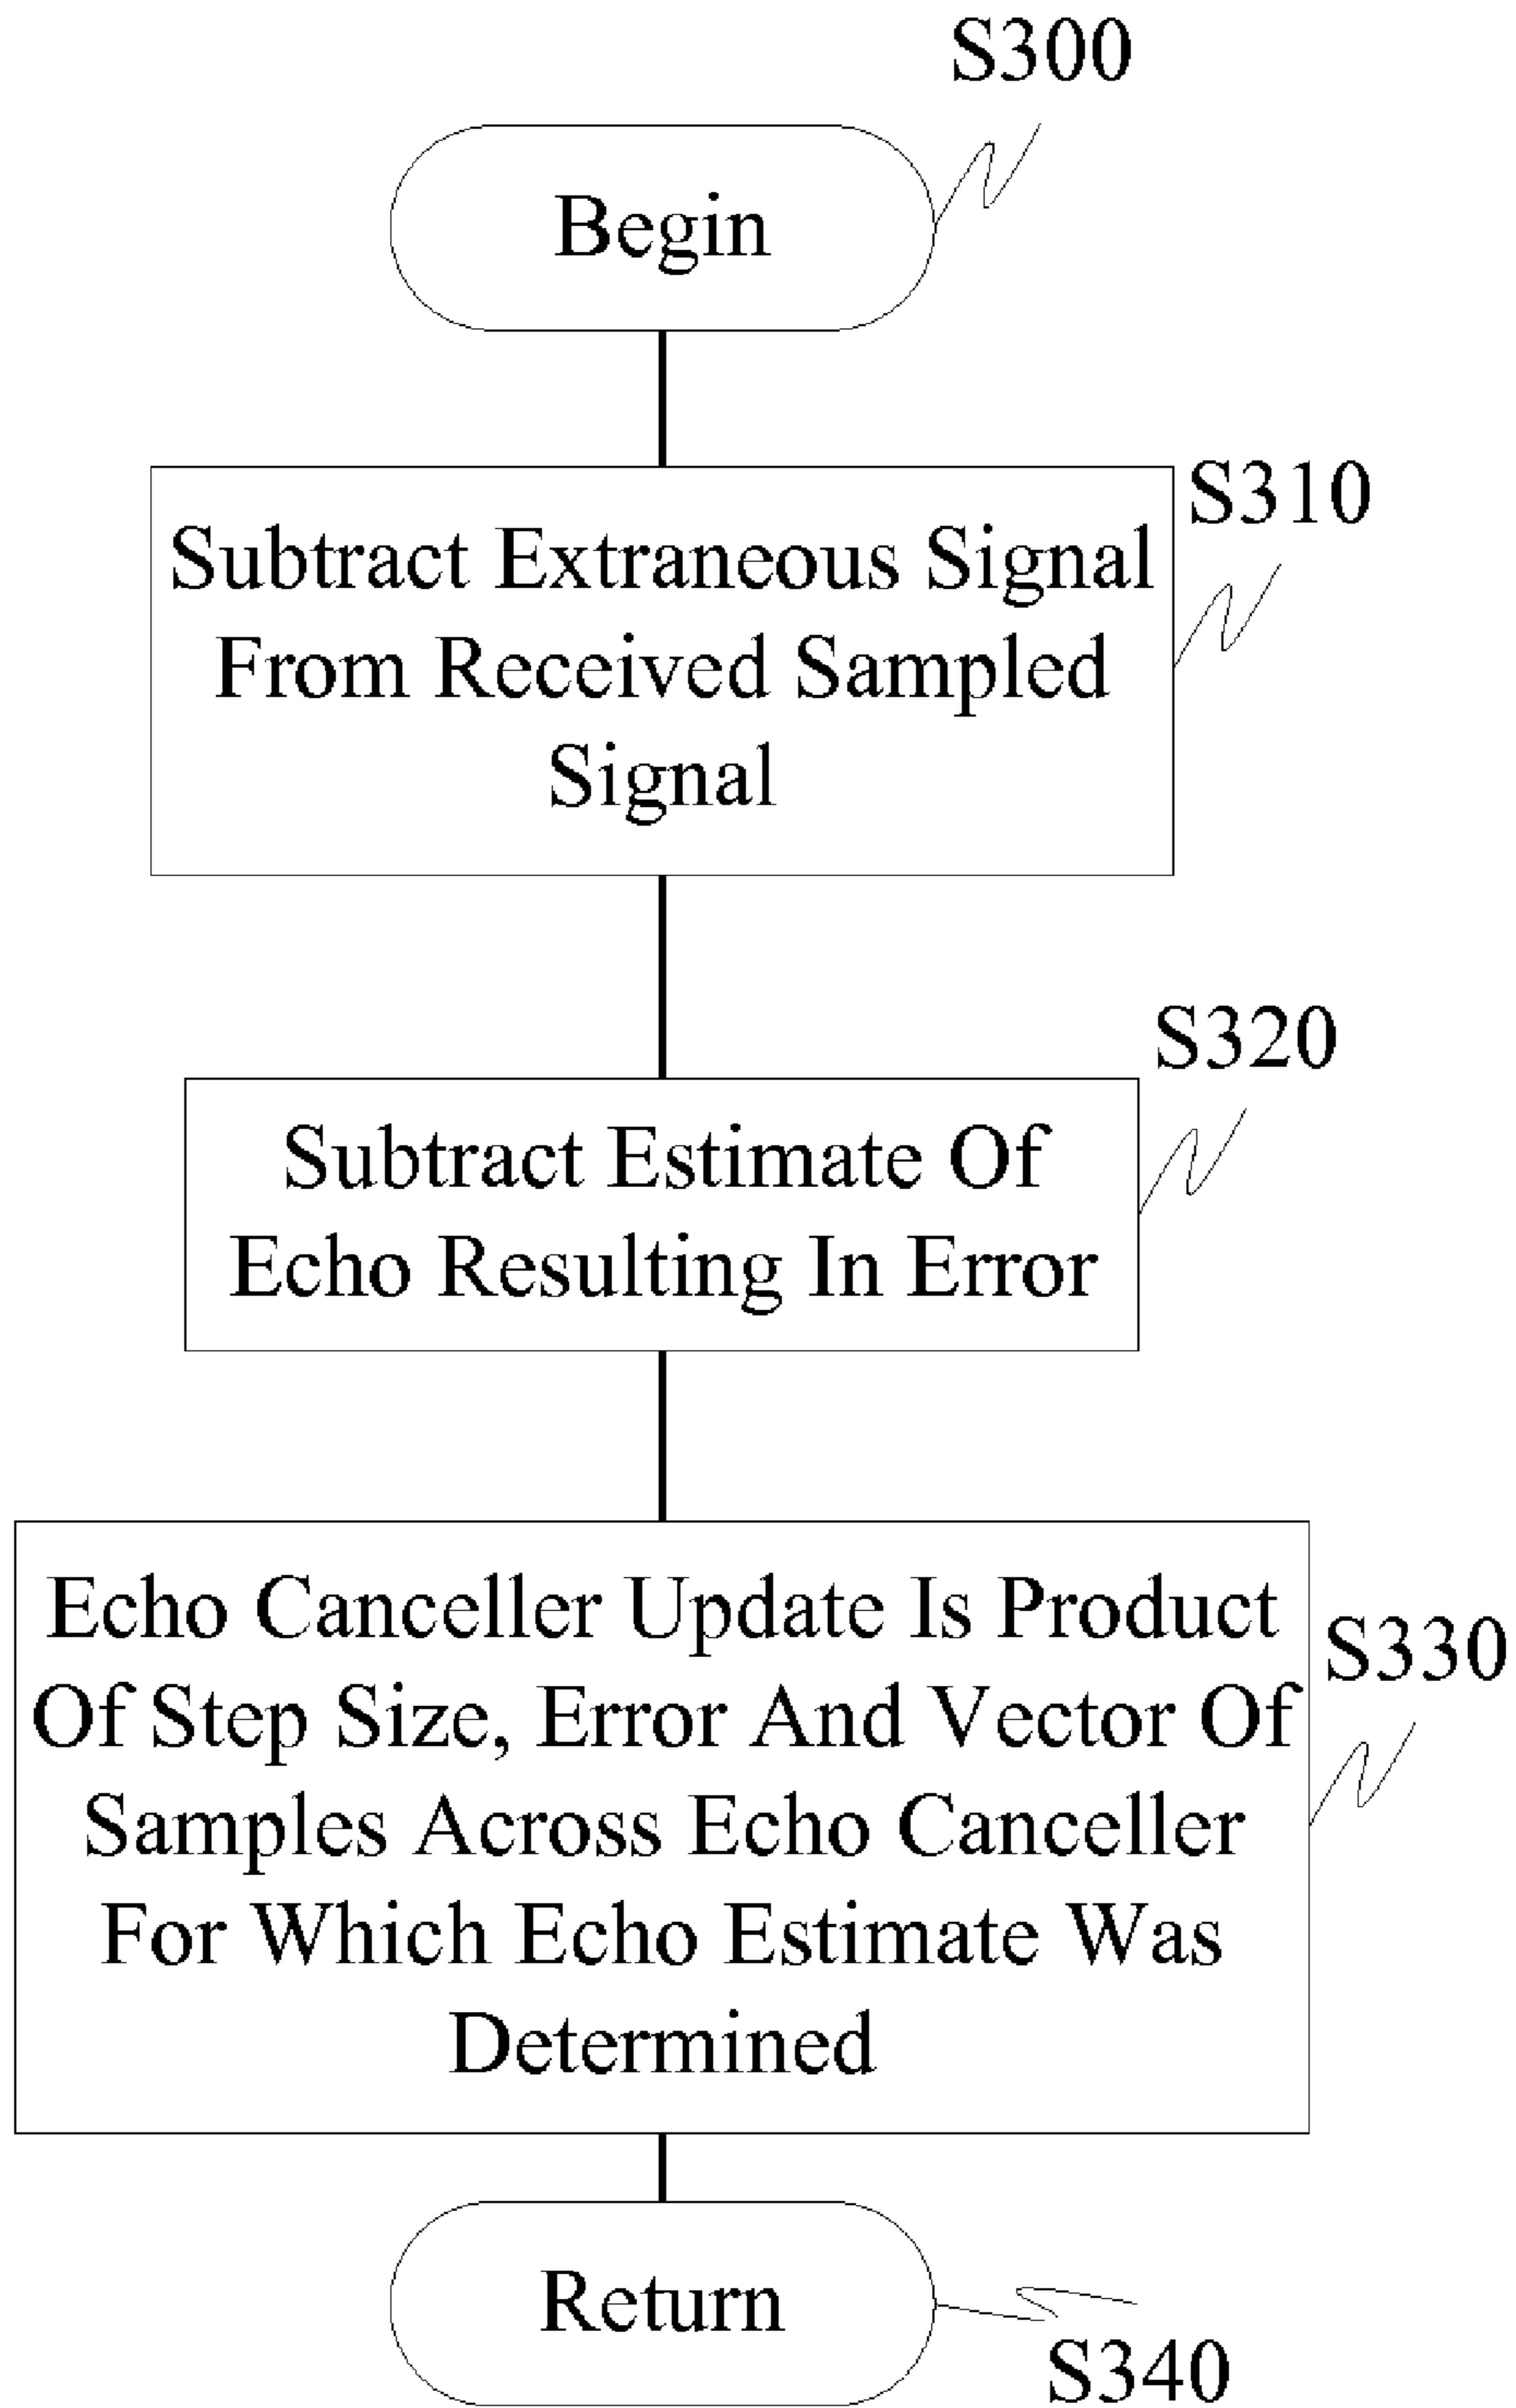 S300
Begin
S310
Subtract Extraneous Signal
From Received Sampled
Signal
S320
Subtract Estimate Of
Echo Resulting In Error
Echo Canceller Update Is Product
Of Step Size, Error And Vector Of
Samples Across Echo Canceller
For Which Echo Estimate Was
Determined
S330
Return
S340